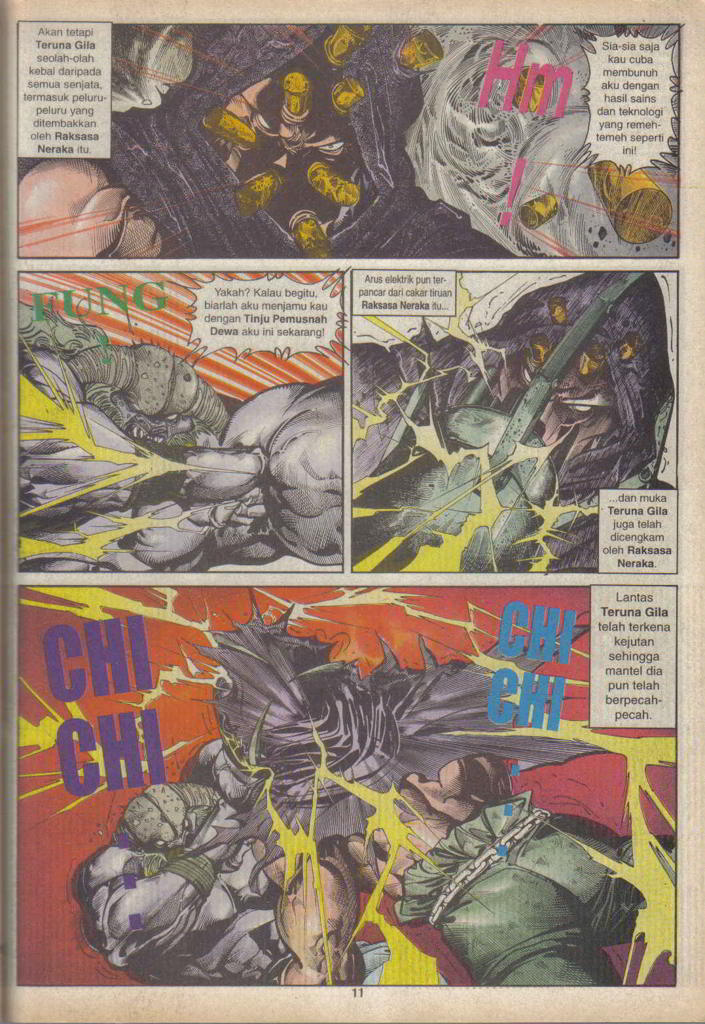 Akan tetapi
Teruna Gila
seolah-olah
kebal daripada
semua senjata,
termasuk peluru-
peluru yang
ditembakkan
oleh Raksasa
Neraka itu.
Hm
!
Sia-sia saja
kau cuba
membunuh
aku dengan
hasil sains
dan teknologi
yang remeh-
temeh seperti
ini!
FUNG
Yakah? Kalau begitu,
biarlah aku menjamu kau
dengan Tinju Pemusnah
Dewa aku ini sekarang!
Arus elektrik pun ter-
pancar dari cakar tiruan
Raksasa Neraka itu...
...dan muka
Teruna Gila
juga telah
dicengkam
oleh Raksasa
Neraka.
CHI
CHI
CHI
CHI
Lantas
Teruna Gila
telah terkena
kejutan
sehingga
mantel dia
pun telah
berpecah-
pecah.
11